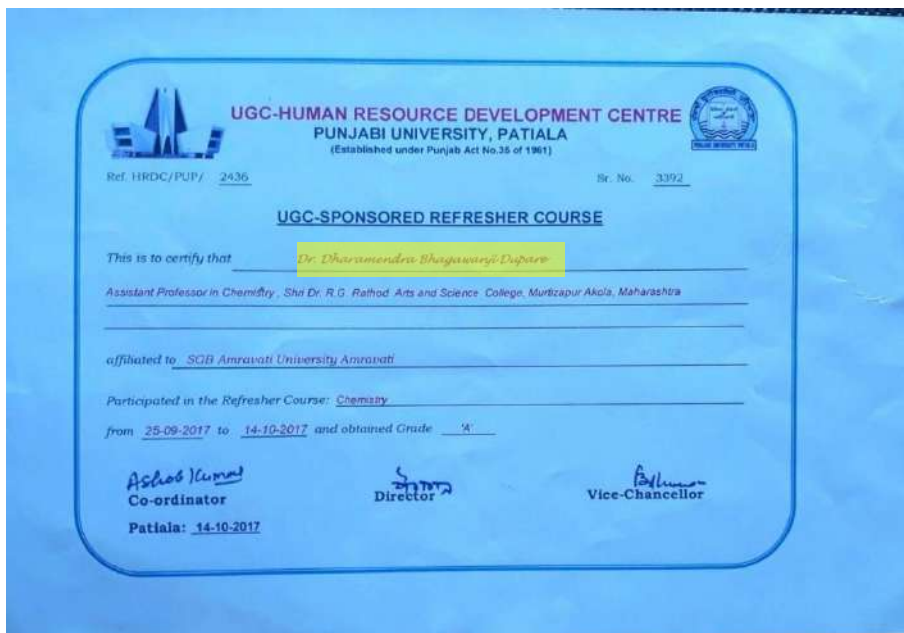 UGC-HUMAN RESOURCE DEVELOPMENT CENTRE
PUNJABI UNIVERSITY, PATIALA
(Established under Punjab Act No.35 of 1961)
Ref. HRDC/PUP/ 2436
Sr. No. 3392
UGC-SPONSORED REFRESHER COURSE
This is to certify that Dr. Dharamendra Bhagawanji Dupare
Assistant Professor in Chemistry, Shri Dr. R.G. Rathod Arts and Science College, Murtizapur Akola, Maharashtra
affiliated to SGB Amravati University Amravati
Participated in the Refresher Course: Chemistry
from 25-09-2017 to 14-10-2017 and obtained Grade 'A'
Ashok Kumar
Co-ordinator
Director
Vice-Chancellor
Patiala: 14-10-2017